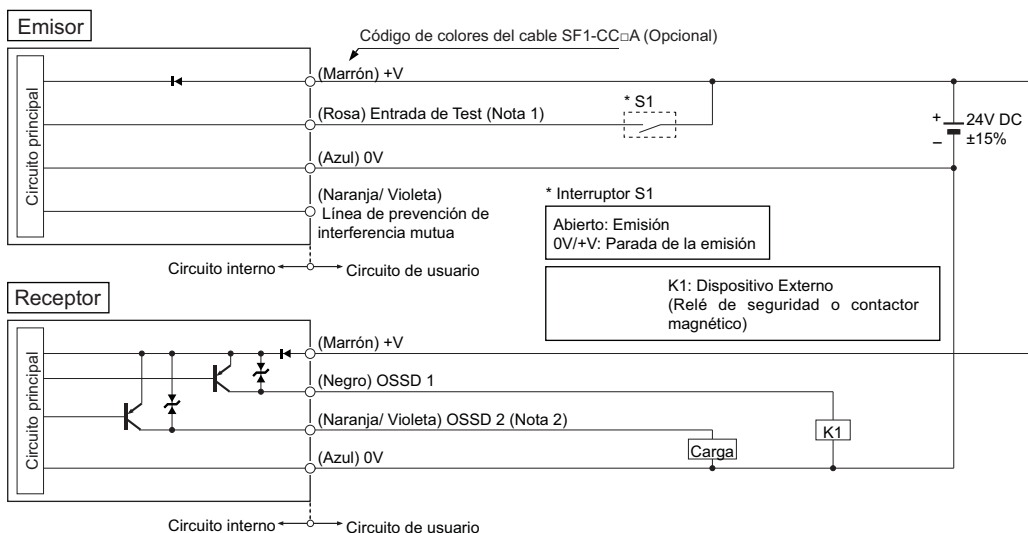 Emisor
Código de colores del cable SF1-CC□A (Opcional)
Circuito principal
(Marrón) +V
(Rosa) Entrada de Test (Nota 1)
* S1
+
24V DC
−
±15%
(Azul) 0V
(Naranja/ Violeta)
Línea de prevención de
interferencia mutua
* Interruptor S1
Abierto: Emisión
0V/+V: Parada de la emisión
Circuito interno
Circuito de usuario
K1: Dispositivo Externo
(Relé de seguridad o contactor
magnético)
Receptor
Circuito principal
(Marrón) +V
(Negro) OSSD 1
(Naranja/ Violeta) OSSD 2 (Nota 2)
K1
Carga
(Azul) 0V
Circuito interno
Circuito de usuario